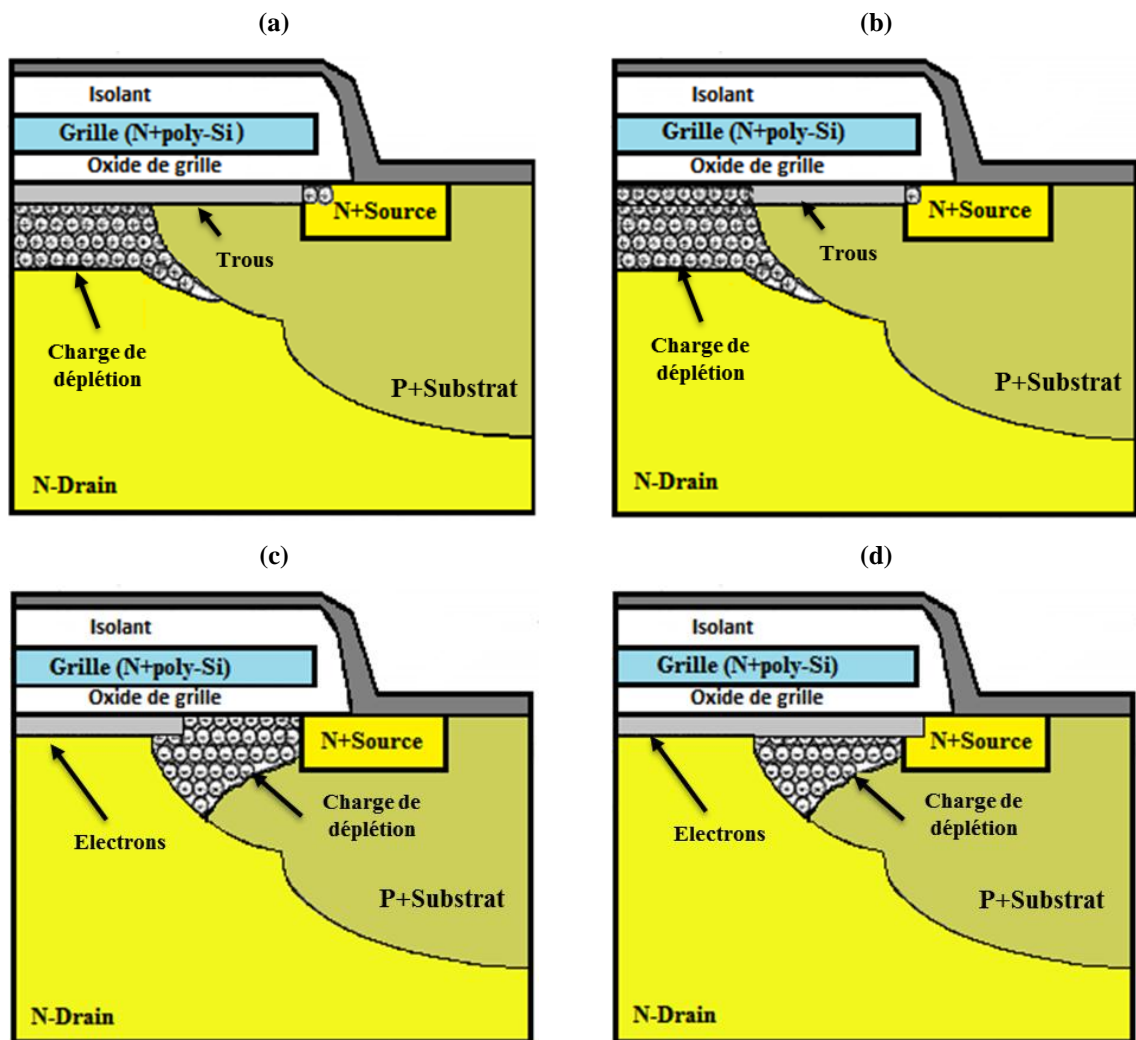 (a)
Isolant
Grille (N+poly-Si)
Oxide de grille
N+Source
Trous
Charge de
déplétion
P+Substrat
N-Drain
(b)
Isolant
Grille (N+poly-Si)
Oxide de grille
N+Source
Trous
Charge de
déplétion
P+Substrat
N-Drain
(c)
Isolant
Grille (N+poly-Si)
Oxide de grille
N+Source
Charge de
déplétion
Electrons
P+Substrat
N-Drain
(d)
Isolant
Grille (N+poly-Si)
Oxide de grille
N+Source
Charge de
déplétion
Electrons
P+Substrat
N-Drain